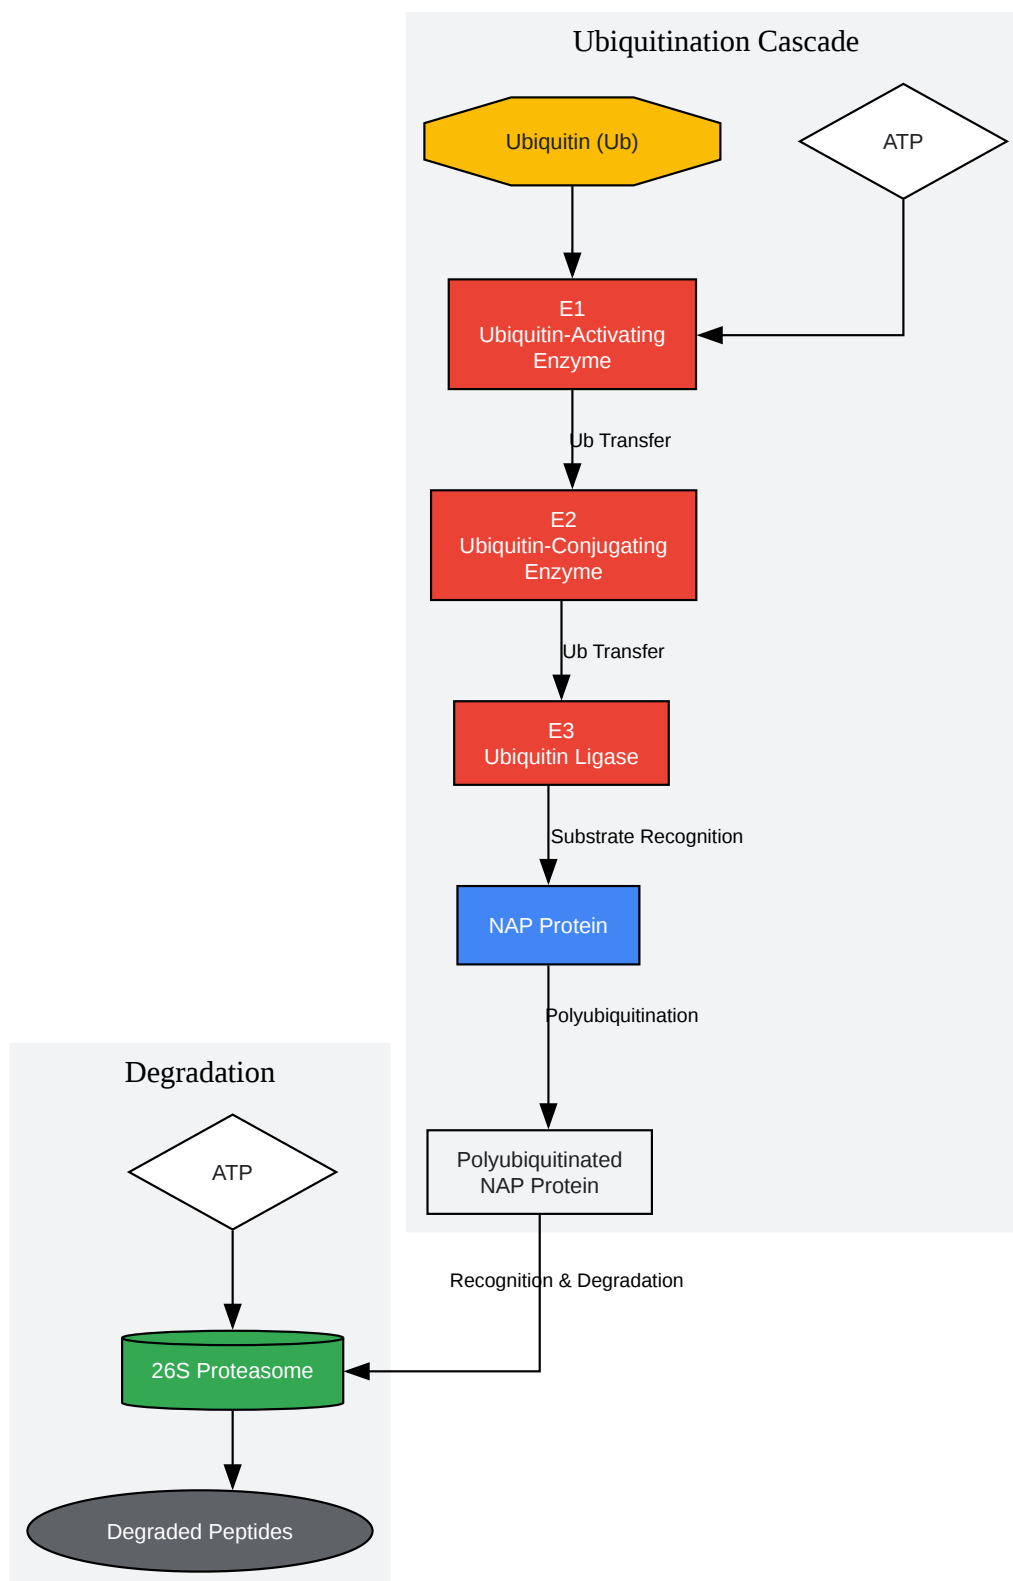 Ubiquitination Cascade
Ubiquitin (Ub)
ATP
E1
Ubiquitin-Activating
Enzyme
Ub Transfer
E2
Ubiquitin-Conjugating
Enzyme
Ub Transfer
E3
Ubiquitin Ligase
Substrate Recognition
NAP Protein
Polyubiquitination
Degradation
ATP
Polyubiquitinated
NAP Protein
Recognition & Degradation
26S Proteasome
Degraded Peptides